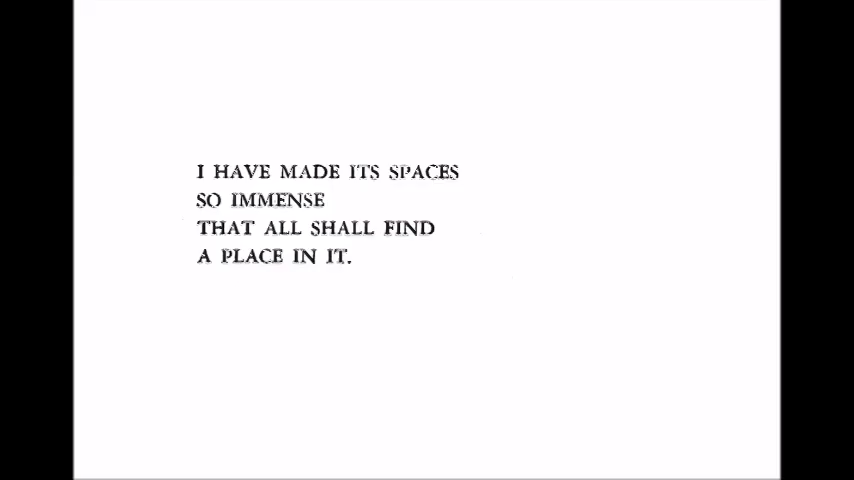 I HAVE MADE ITS SPACES
SO IMMENSE
THAT ALL SHALL FIND
A PLACE IN IT.